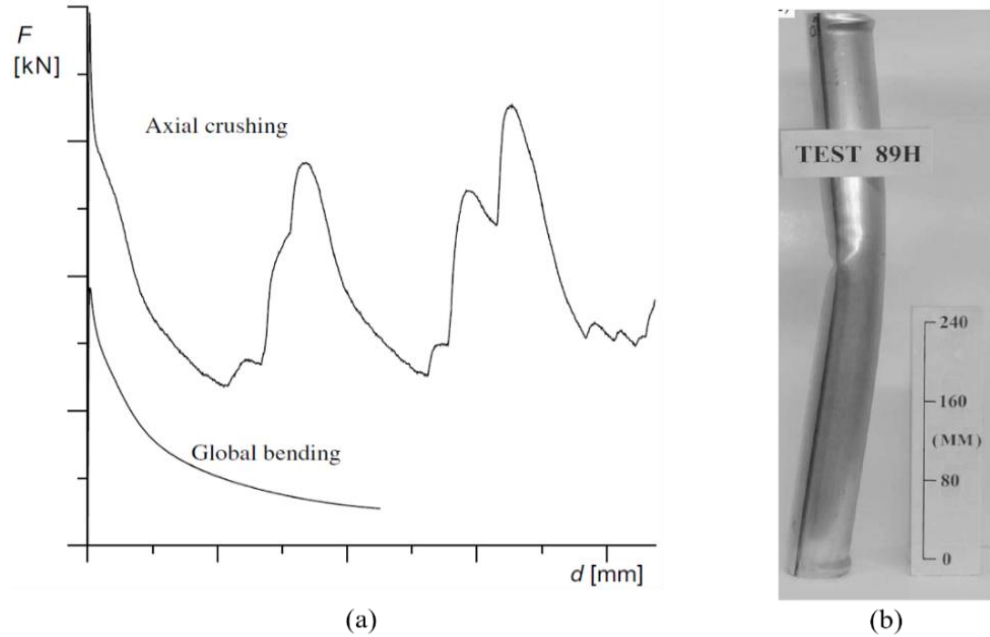 F
[kN]
Axial crushing
Global bending
d [mm]
(a)
TEST 89H
240
160
(MM)
80
0
(b)